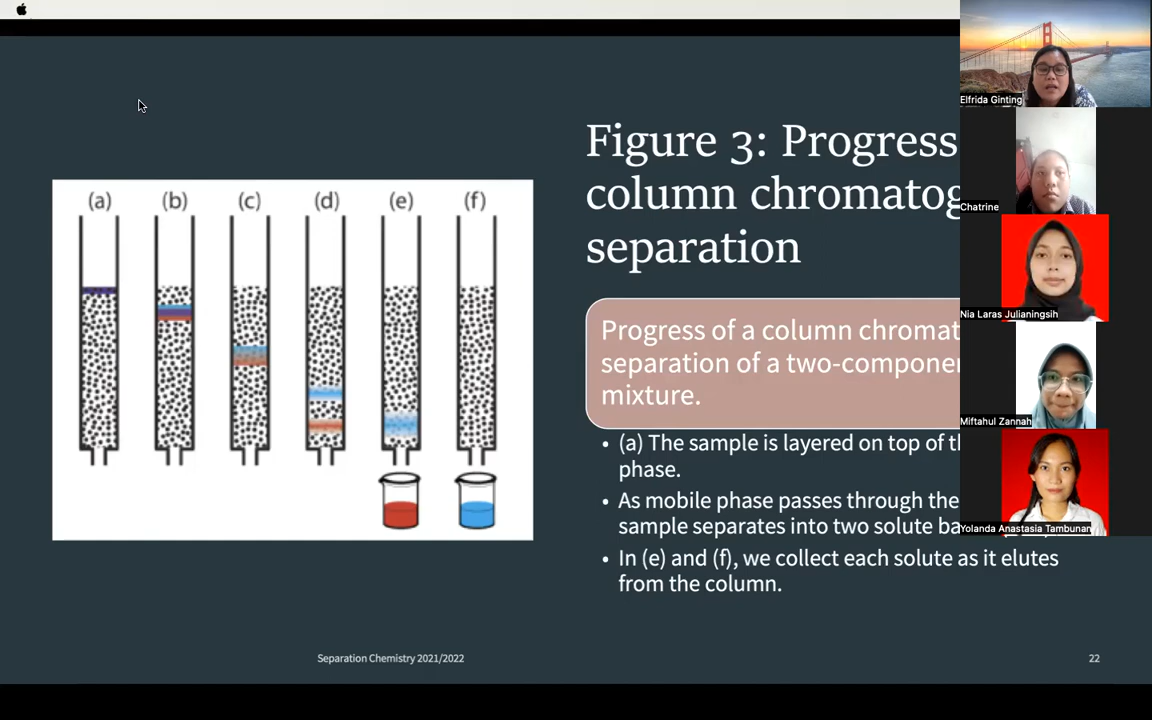 (a) (b) (c) (d) (e) (f)
Figure 3: Progress
column chromatog
separation
Progress of a column chromat
separation of a two-compone
mixture.
• (a) The sample is layered on top of th
phase.
• As mobile phase passes through the
sample separates into two solute ba
• In (e) and (f), we collect each solute as it elutes
from the column.
Separation Chemistry 2021/2022
22
Elfrida Ginting
Chatrine
Nia Laras Julianingsih
Miftahul Zannah
Yolanda Anastasia Tambunan